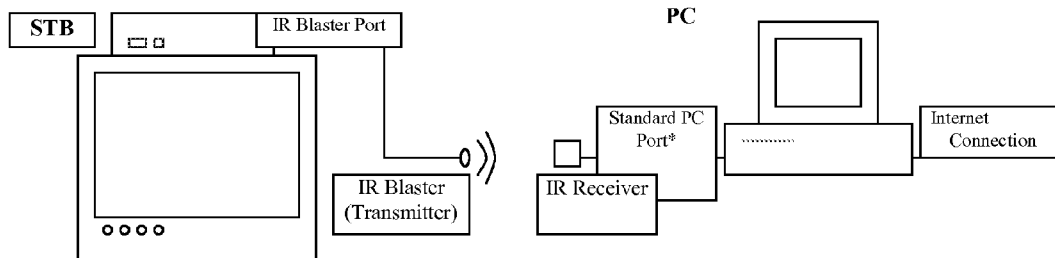 STB
IR Blaster Port
PC
Standard PC
Port*
Internet
Connection
IR Blaster
(Transmitter)
IR Receiver